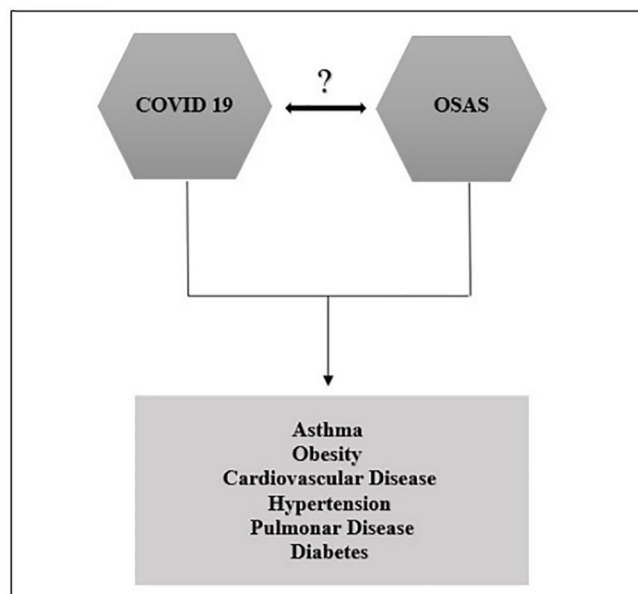 ?
COVID 19
OSAS
Asthma
Obesity
Cardiovascular Disease
Hypertension
Pulmonar Disease
Diabetes